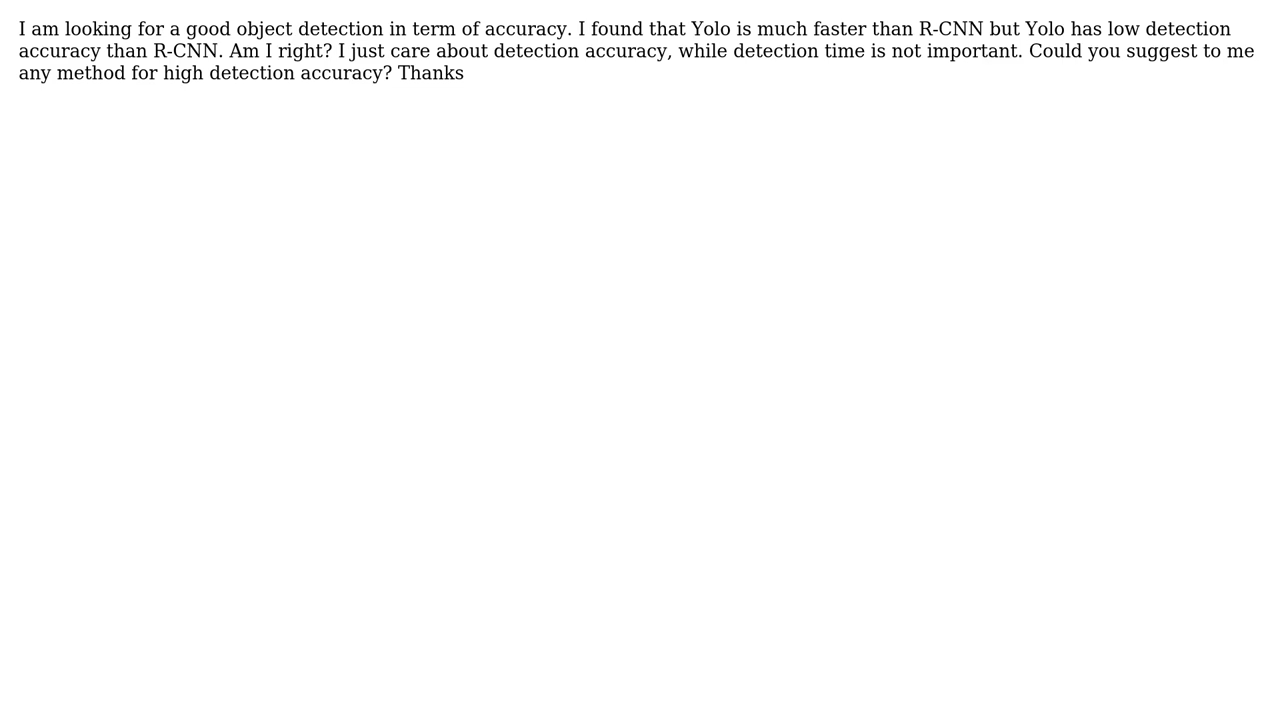 I am looking for a good object detection in term of accuracy. I found that Yolo is much faster than R-CNN but Yolo has low detection
accuracy than R-CNN. Am I right? I just care about detection accuracy, while detection time is not important. Could you suggest to me
any method for high detection accuracy? Thanks